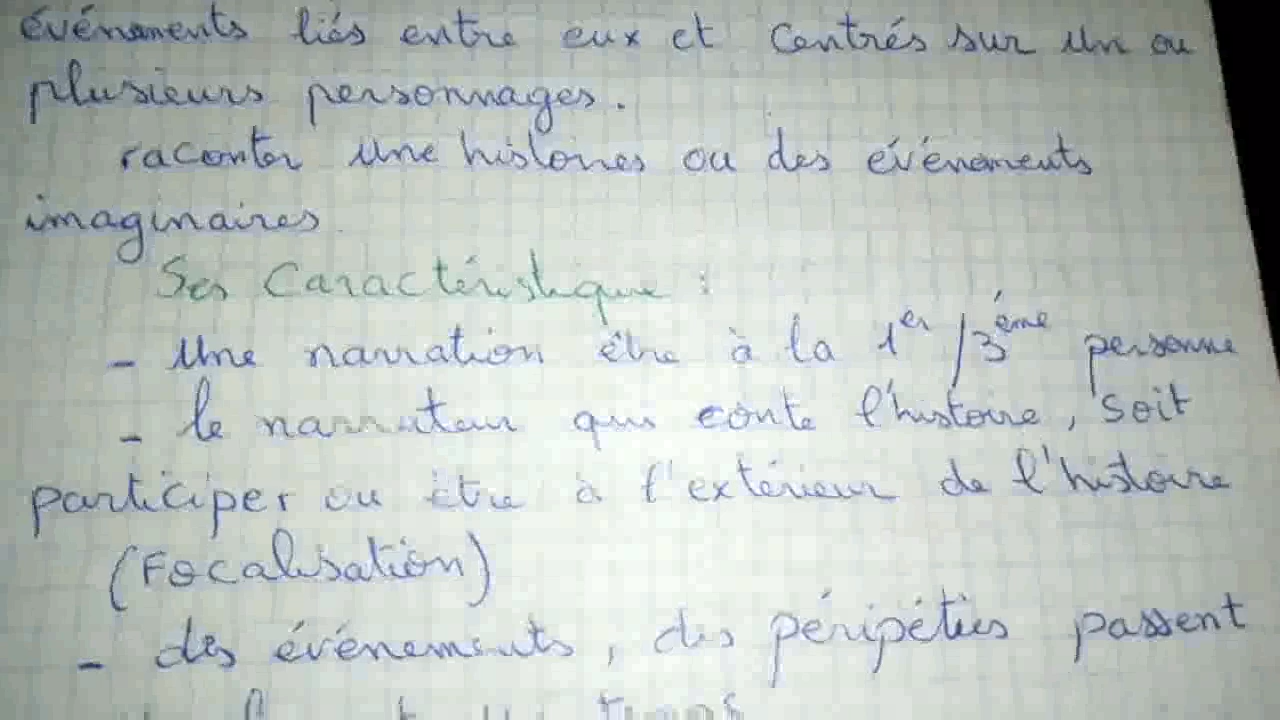 événements liés entre eux et centrés sur un ou
plusieurs personnages.
raconter une histoires ou des événements
imaginaires
Ses Caractéristique :
- Une narration être à la 1er /3ème personne
- le narrateur qui conte l'histoire, soit
participer ou être à l'extérieur de l'histoire
(Focalisation)
- des événements, des péripéties passent